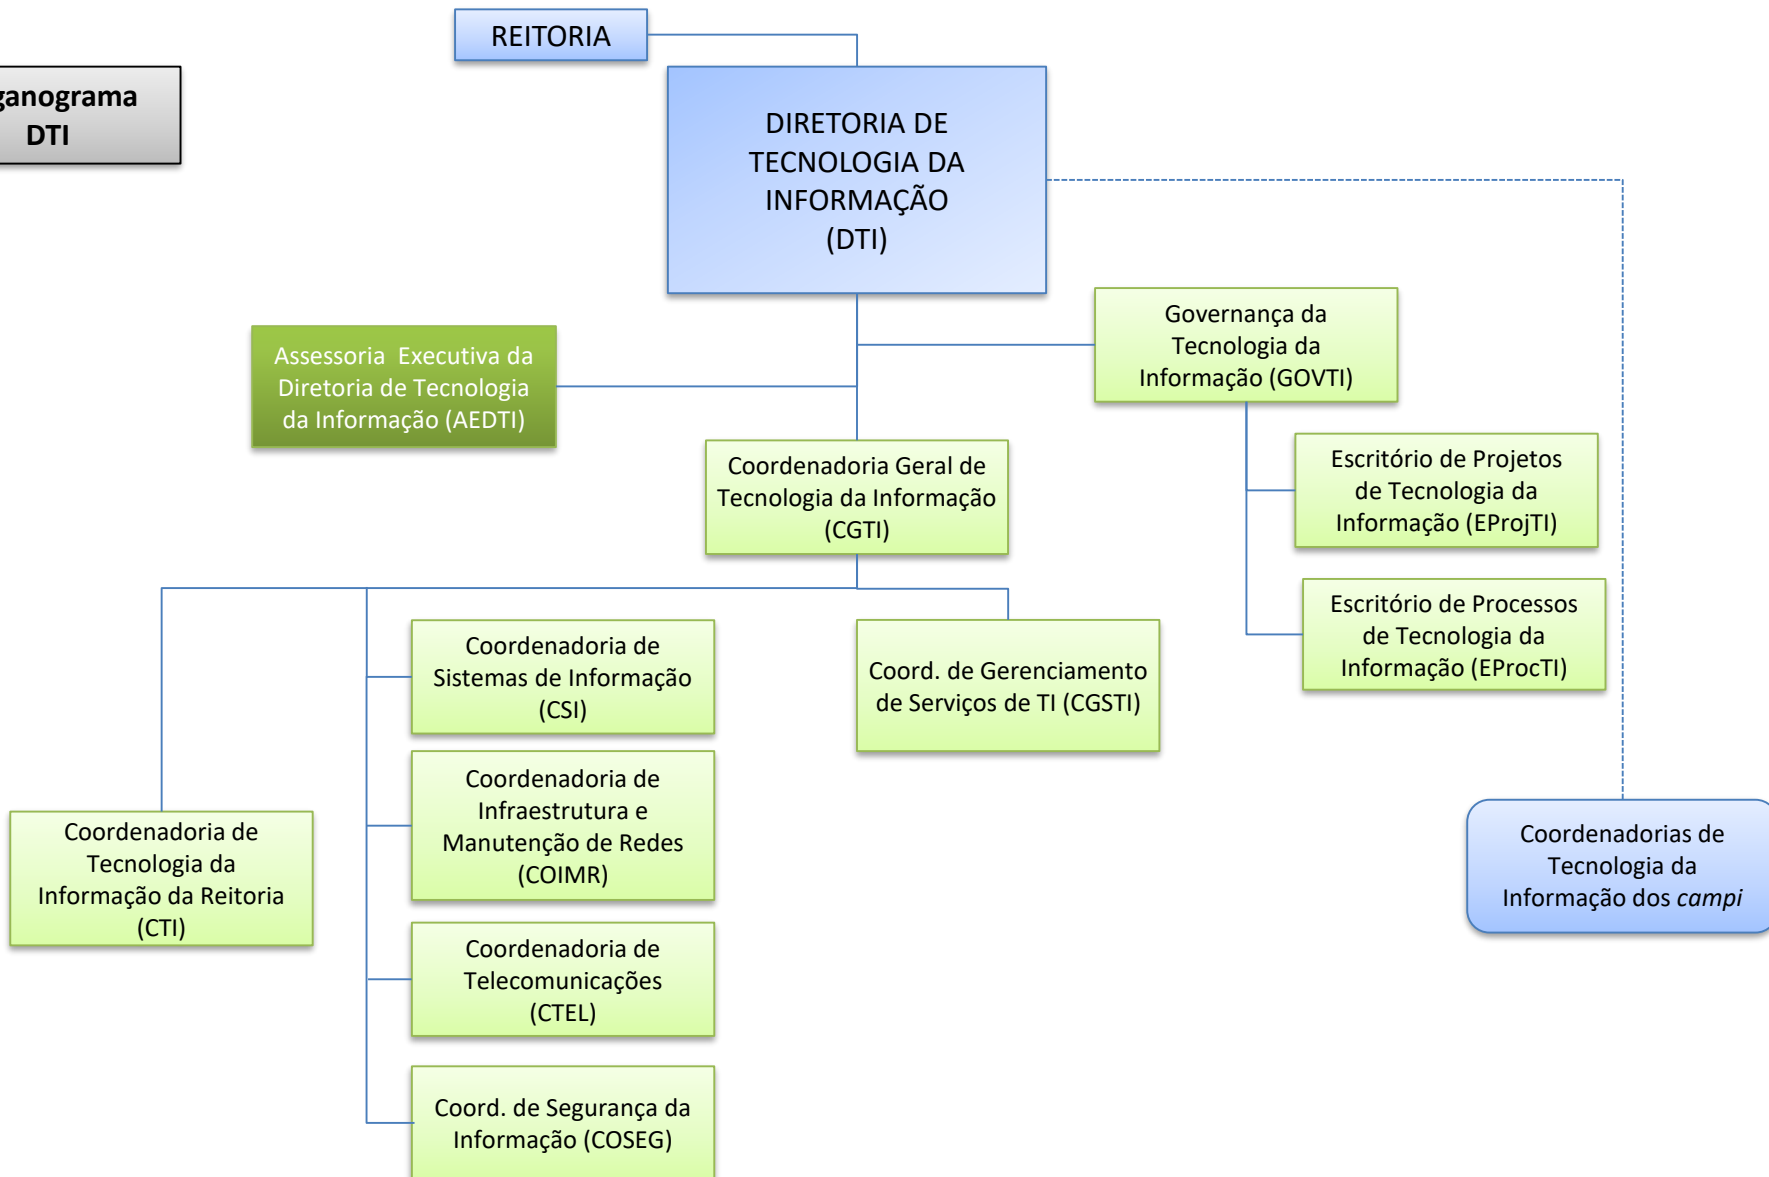 REITORIA
ganograma
DTI
DIRETORIA DE
TECNOLOGIA DA
INFORMAÇÃO
(DTI)
Governança da
Tecnologia da
Informação (GOVTI)
Assessoria  Executiva da
Diretoria de Tecnologia
da Informação (AEDTI)
Coordenadoria Geral de
Tecnologia da Informação
(CGTI)
Escritório de Projetos
de Tecnologia da
Informação (EProjTI)
Escritório de Processos
de Tecnologia da
Informação (EProcTI)
Coordenadoria de
Sistemas de Informação
(CSI)
Coord. de Gerenciamento
de Serviços de TI (CGSTI)
Coordenadoria de
Infraestrutura e
Manutenção de Redes
(COIMR)
Coordenadoria de
Tecnologia da
Informação da Reitoria
(CTI)
Coordenadorias de
Tecnologia da
Informação dos campi
Coordenadoria de
Telecomunicações
(CTEL)
Coord. de Segurança da
Informação (COSEG)